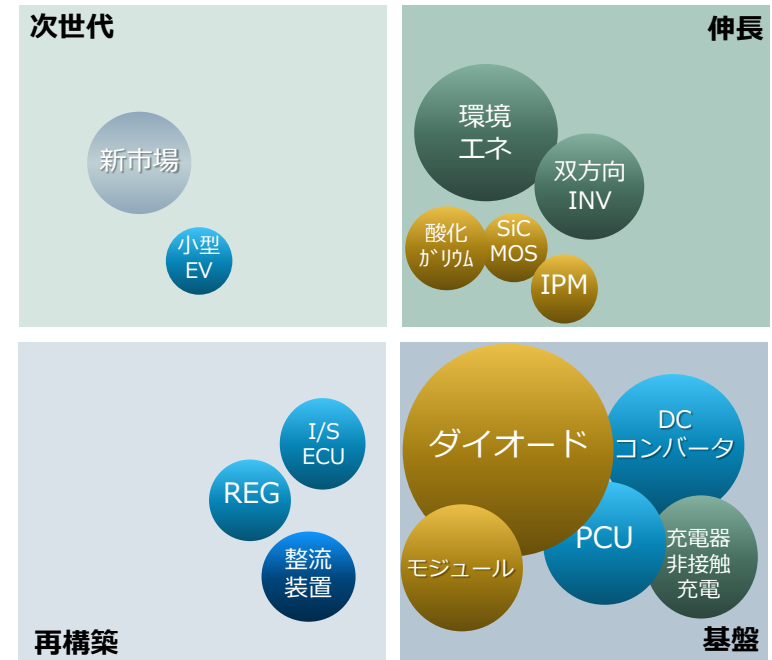 次世代
新市場
小型
EV
伸長
環境
エネ
双方向
INV
酸化
ｶﾞﾘｳﾑ
SiC
MOS
IPM
I/S
ECU
REG
整流
装置
再構築
ダイオード
DC
コンバータ
モジュール
PCU
充電器
非接触
充電
基盤